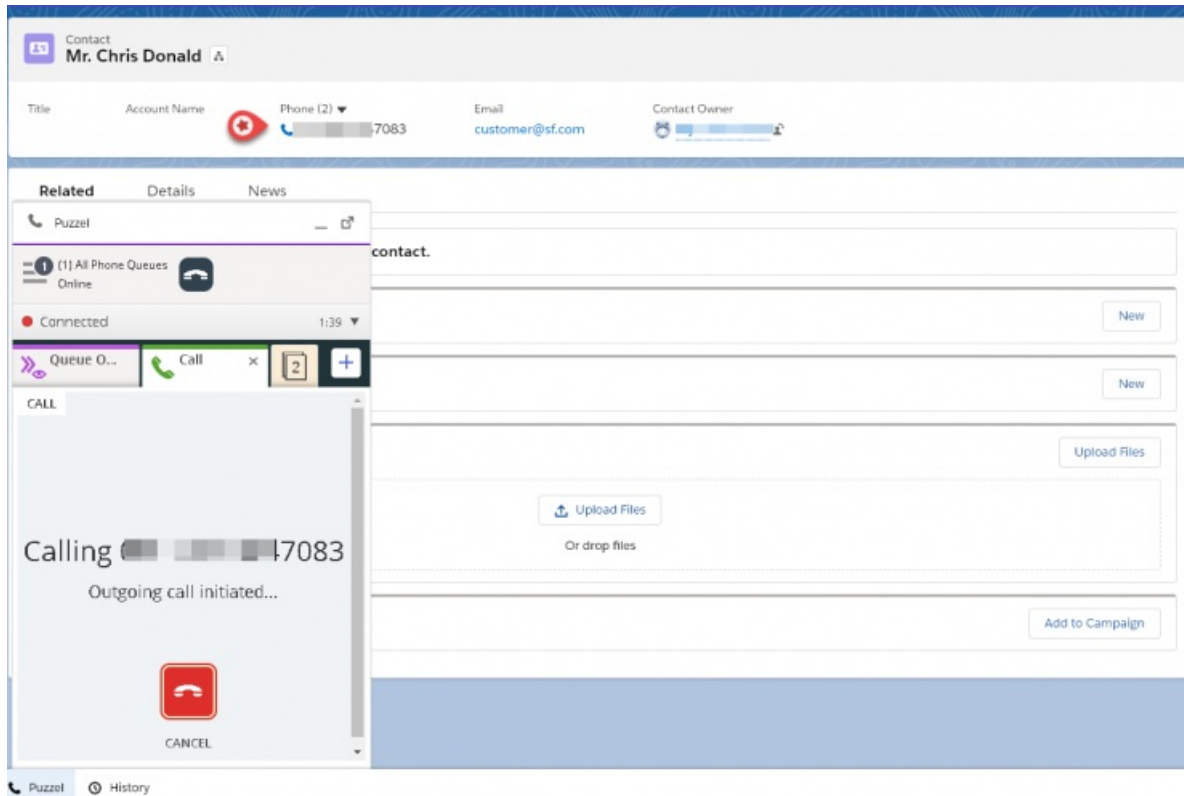 Contact
Mr. Chris Donald
Title Account Name Phone (2) Email Contact Owner
7083 customer@sf.com
Related Details News
Puzzel
contact.
1 (1) All Phone Queues
Online
New
Connected 1:39
Queue O... Call 2 +
New
CALL
Upload Files
Upload Files
Calling 47083
Or drop files
Outgoing call initiated...
Add to Campaign
CANCEL
Puzzel History